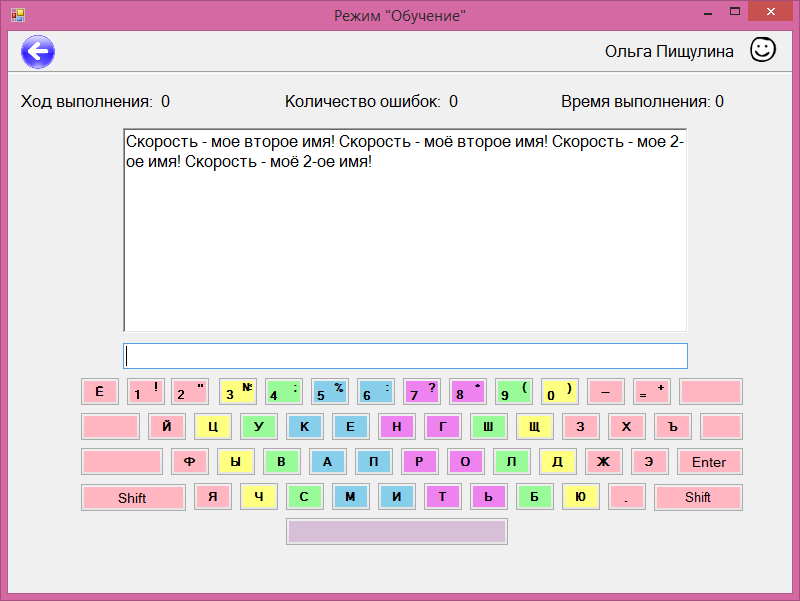 Режим "Обучение"
Ольга Пищулина
Ход выполнения: 0 Количество ошибок: 0 Время выполнения: 0
Скорость - мое второе имя! Скорость - моё второе имя! Скорость - мое 2-
ое имя! Скорость - моё 2-ое имя!
Ё 1 ! 2 " 3 № 4 : 5 % 6 : 7 ? 8 * 9 ( 0 ) – = +
Й Ц У К Е Н Г Ш Щ З Х Ъ
Ф Ы В А П Р О Л Д Ж Э Enter
Shift Я Ч С М И Т Ь Б Ю . Shift